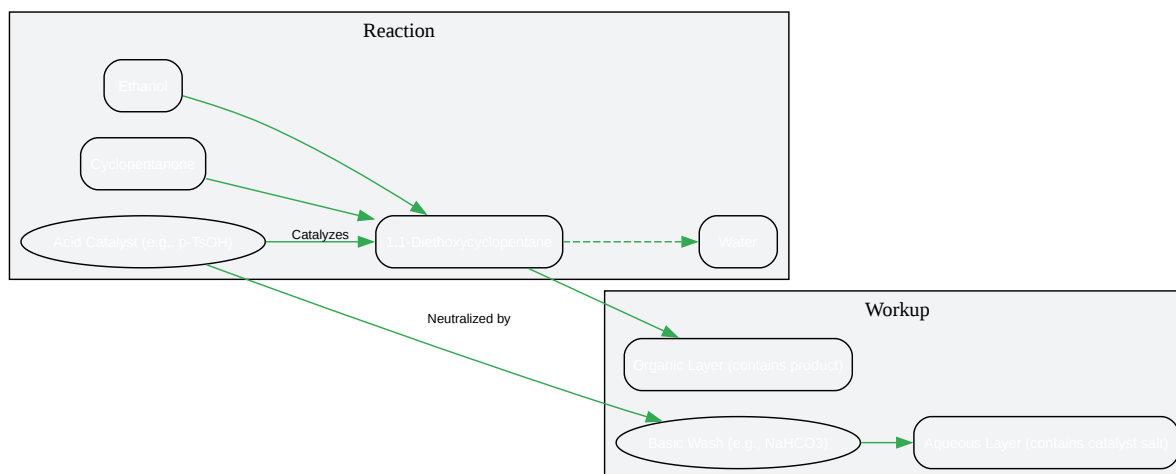 Reaction
Ethanol
Cyclopentanone
Acid Catalyst (e.g., p-TsOH)
Catalyzes
1,1-Diethoxycyclopentane
Water
Neutralized by
Workup
Organic Layer (contains product)
Basic Wash (e.g., NaHCO3)
Aqueous Layer (contains catalyst salt)